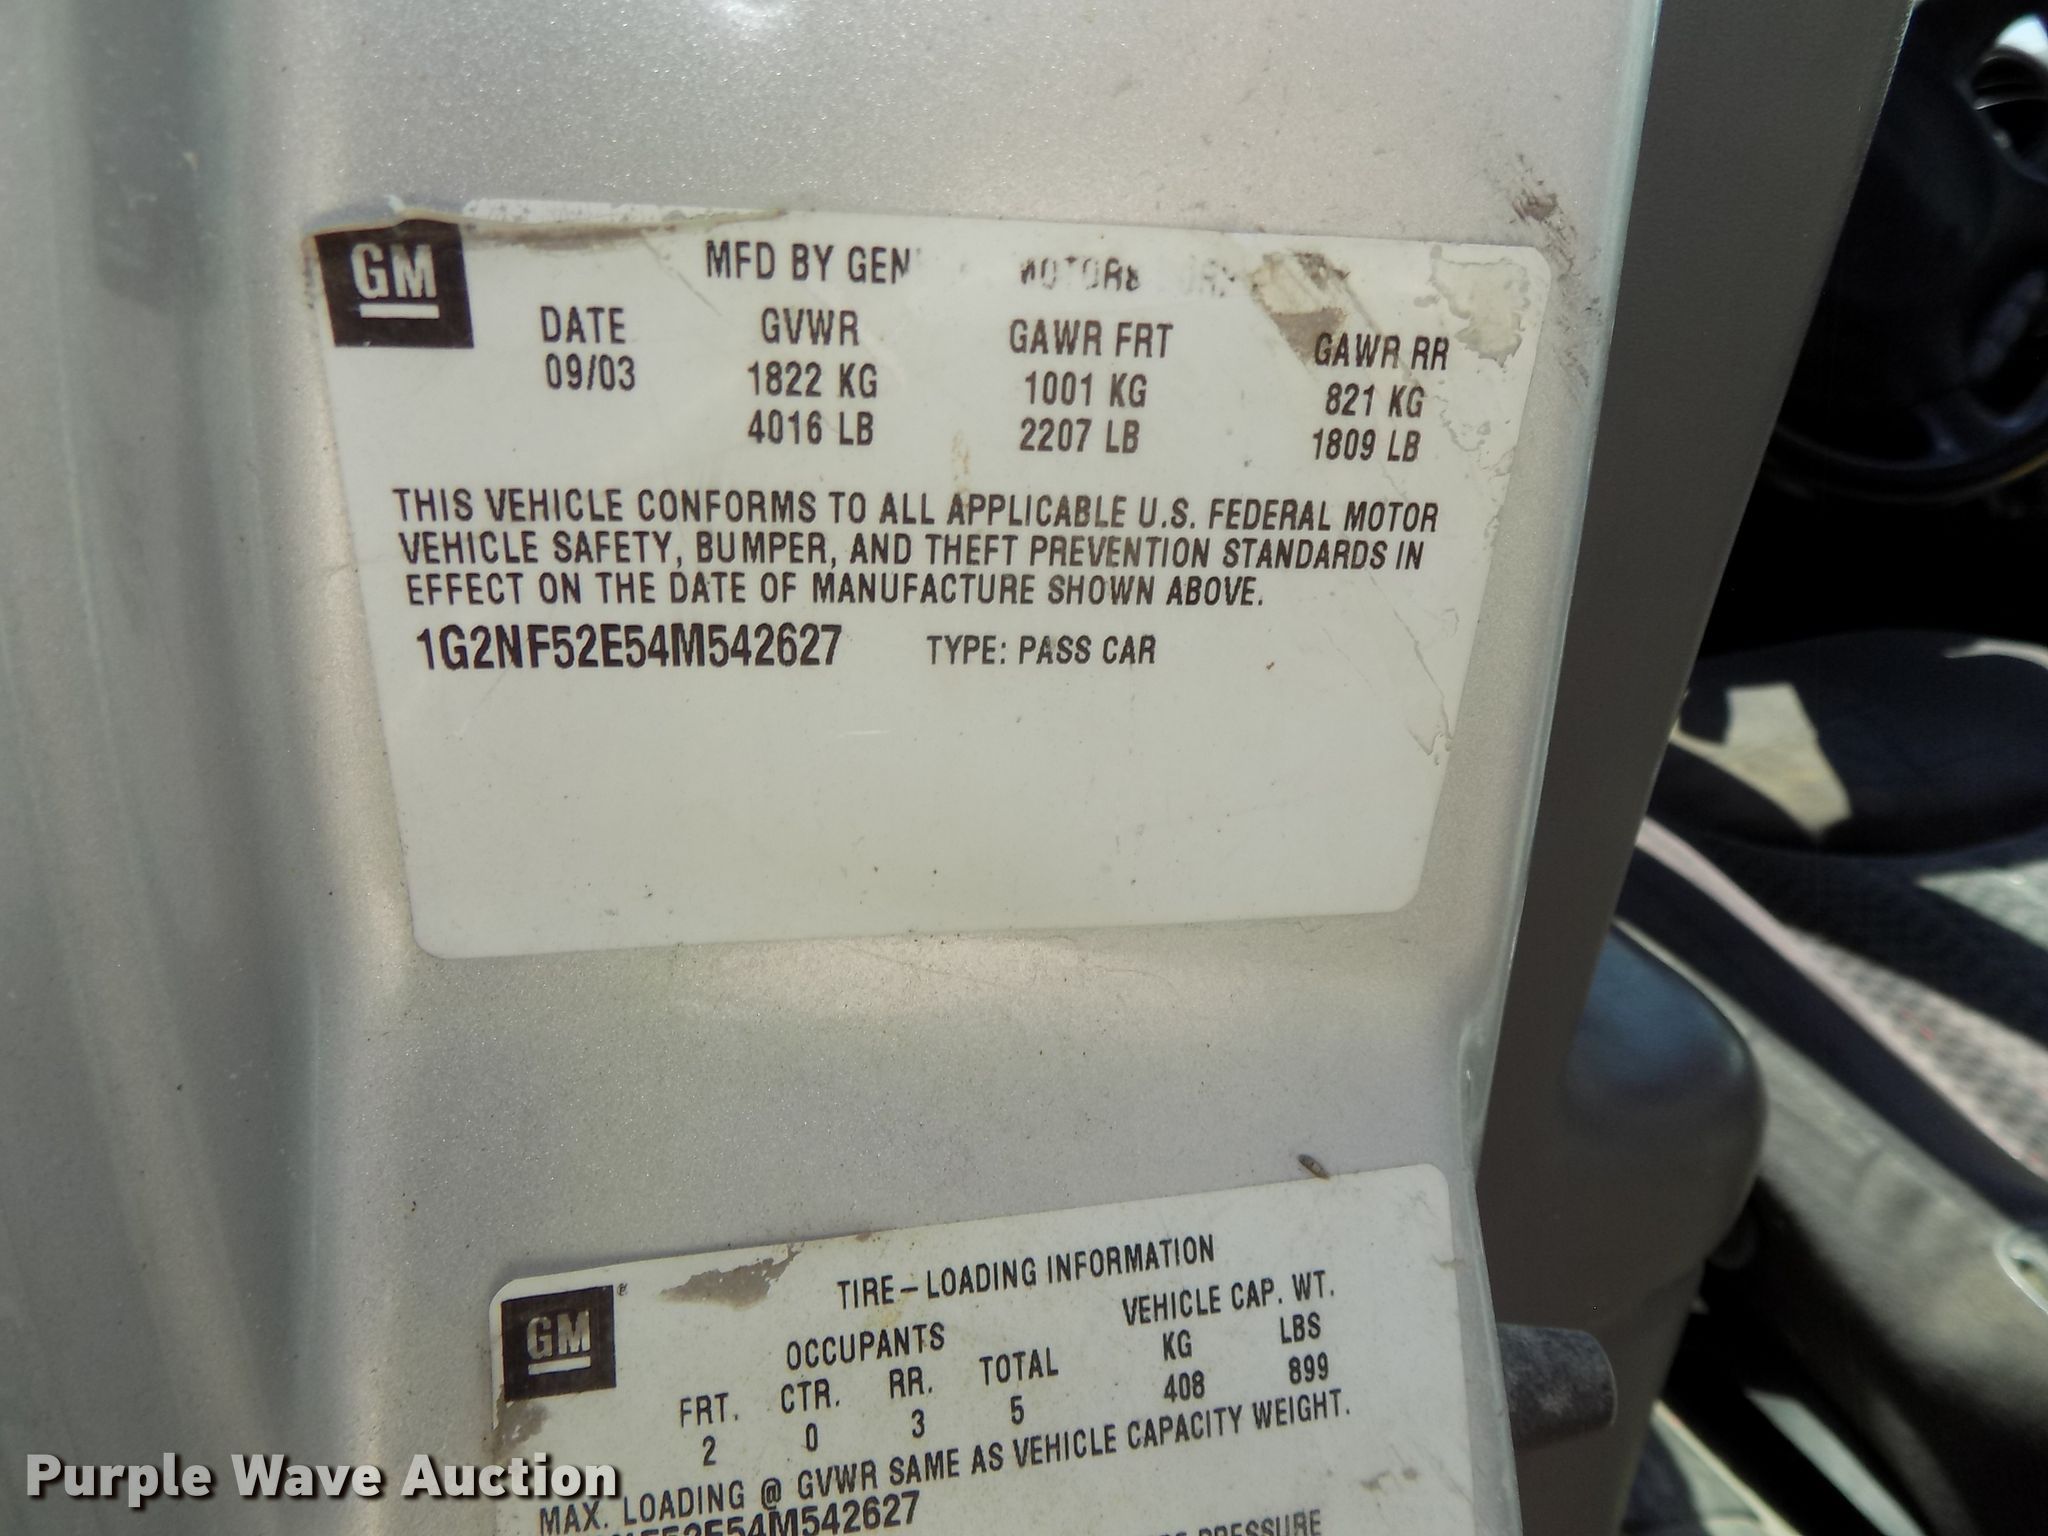 GM
MFD BY GEN MOTORS
DATE GVWR GAWR FRT GAWR RR
09/03 1822 KG 1001 KG 821 KG
4016 LB 2207 LB 1809 LB
THIS VEHICLE CONFORMS TO ALL APPLICABLE U.S. FEDERAL MOTOR
VEHICLE SAFETY, BUMPER, AND THEFT PREVENTION STANDARDS IN
EFFECT ON THE DATE OF MANUFACTURE SHOWN ABOVE.
1G2NF52E54M542627 TYPE: PASS CAR
GM®
TIRE – LOADING INFORMATION
OCCUPANTS VEHICLE CAP. WT.
FRT. CTR. RR. TOTAL KG LBS
2 0 3 5 408 899
MAX. LOADING @ GVWR SAME AS VEHICLE CAPACITY WEIGHT.
F52E54M542627
PRESSURE
Purple Wave Auction